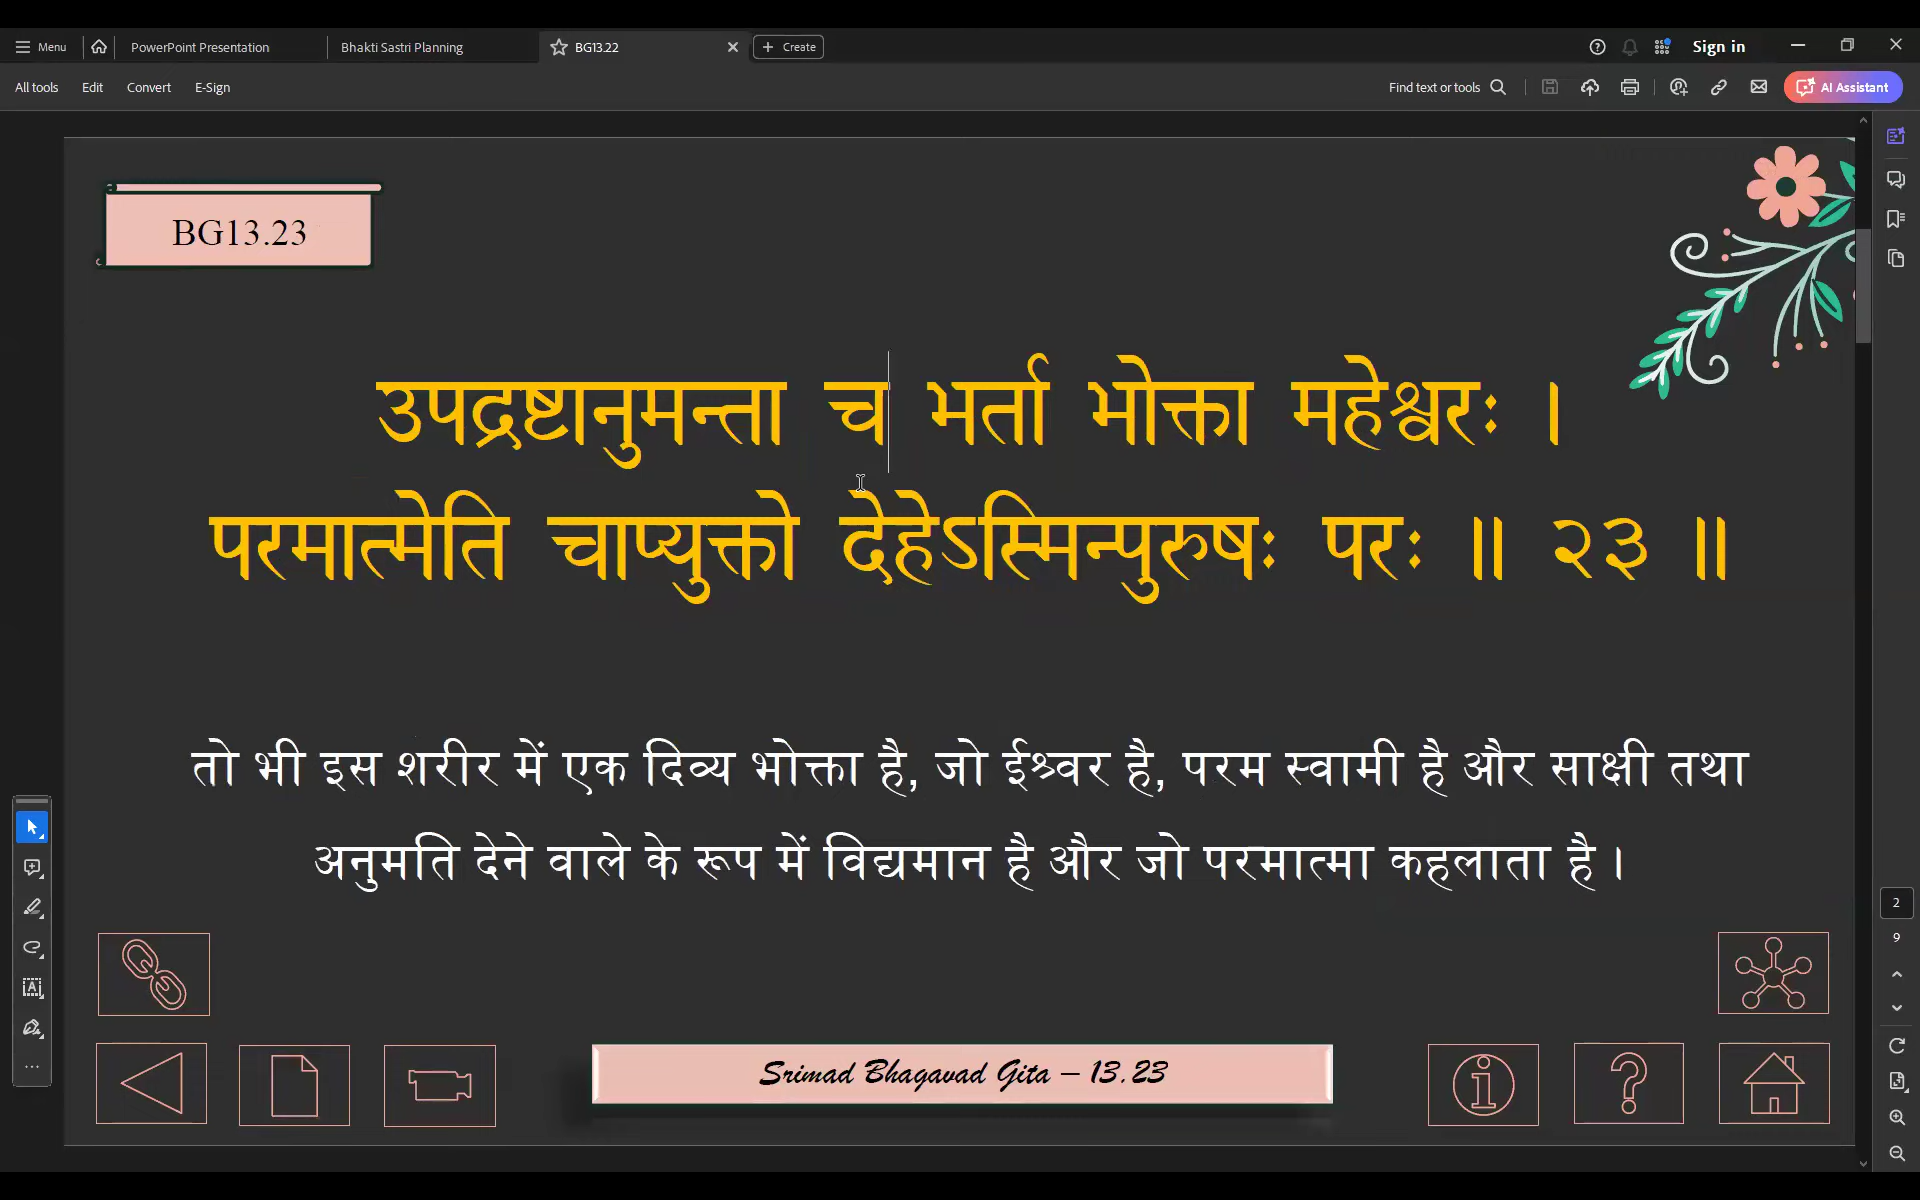 Menu
PowerPoint Presentation
Bhakti Sastri Planning
BG13.22
Create
Sign in
All tools
Edit
Convert
E-Sign
Find text or tools
AI Assistant
BG13.23
उपद्रष्टानुमन्ता च भर्ता भोक्ता महेश्वरः ।
परमात्मेति चाप्युक्तो देहेऽस्मिन्पुरुषः परः ॥ २३ ॥
तो भी इस शरीर में एक दिव्य भोक्ता है, जो ईश्र्वर है, परम स्वामी है और साक्षी तथा
अनुमति देने वाले के रूप में विद्यमान है और जो परमात्मा कहलाता है ।
2
9
Srimad Bhagavad Gita – 13.23